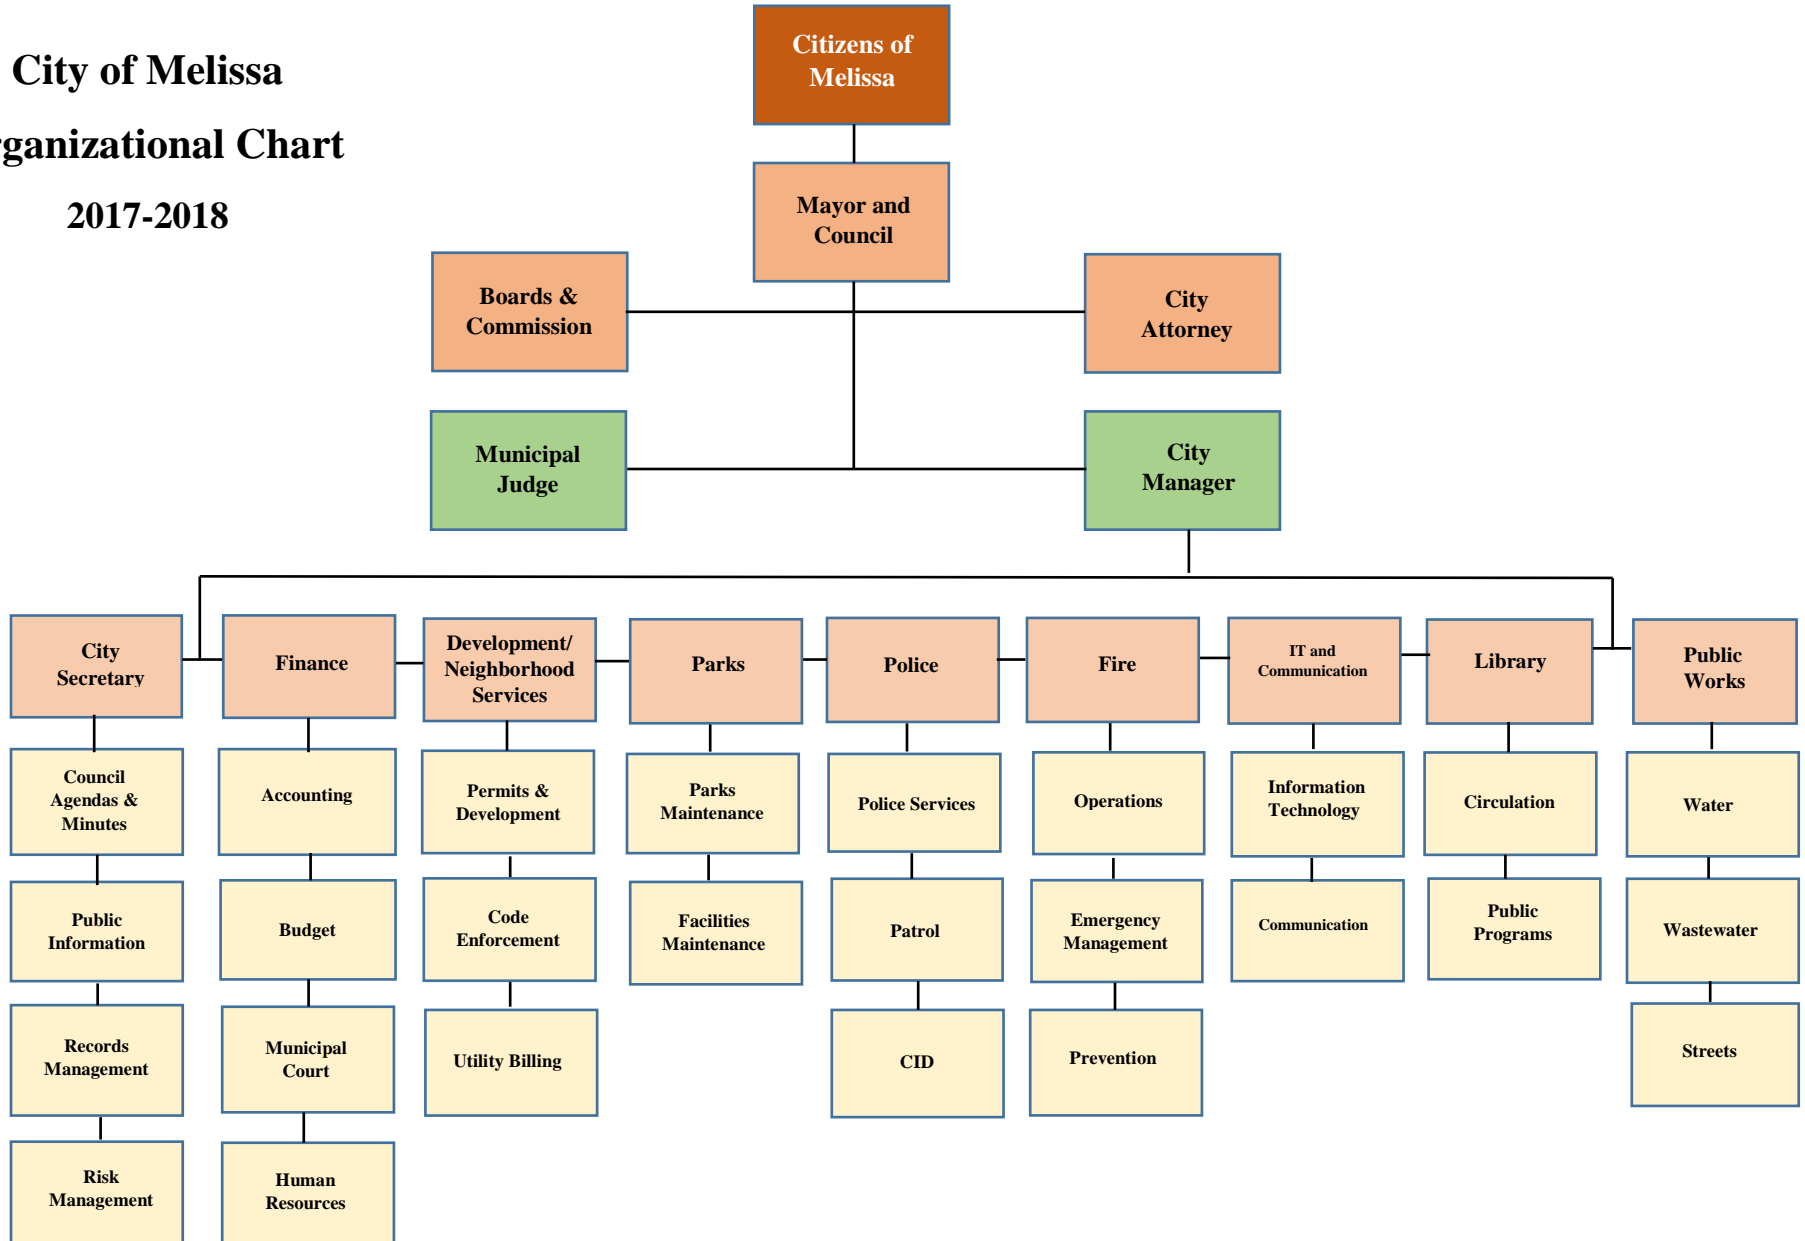 City of Melissa
rganizational Chart
2017-2018
Citizens of
Melissa
Mayor and
Council
Boards &
Commission
City
Attorney
Municipal
Judge
City
Manager
City
Secretary
Finance
Development/
Neighborhood
Services
Parks
Police
Fire
IT and
Communication
Library
Public
Works
Council
Agendas &
Minutes
Accounting
Permits &
Development
Parks
Maintenance
Police Services
Operations
Information
Technology
Circulation
Water
Public
Information
Budget
Code
Enforcement
Facilities
Maintenance
Patrol
Emergency
Management
Communication
Public
Programs
Wastewater
Records
Management
Municipal
Court
Utility Billing
CID
Prevention
Streets
Risk
Management
Human
Resources